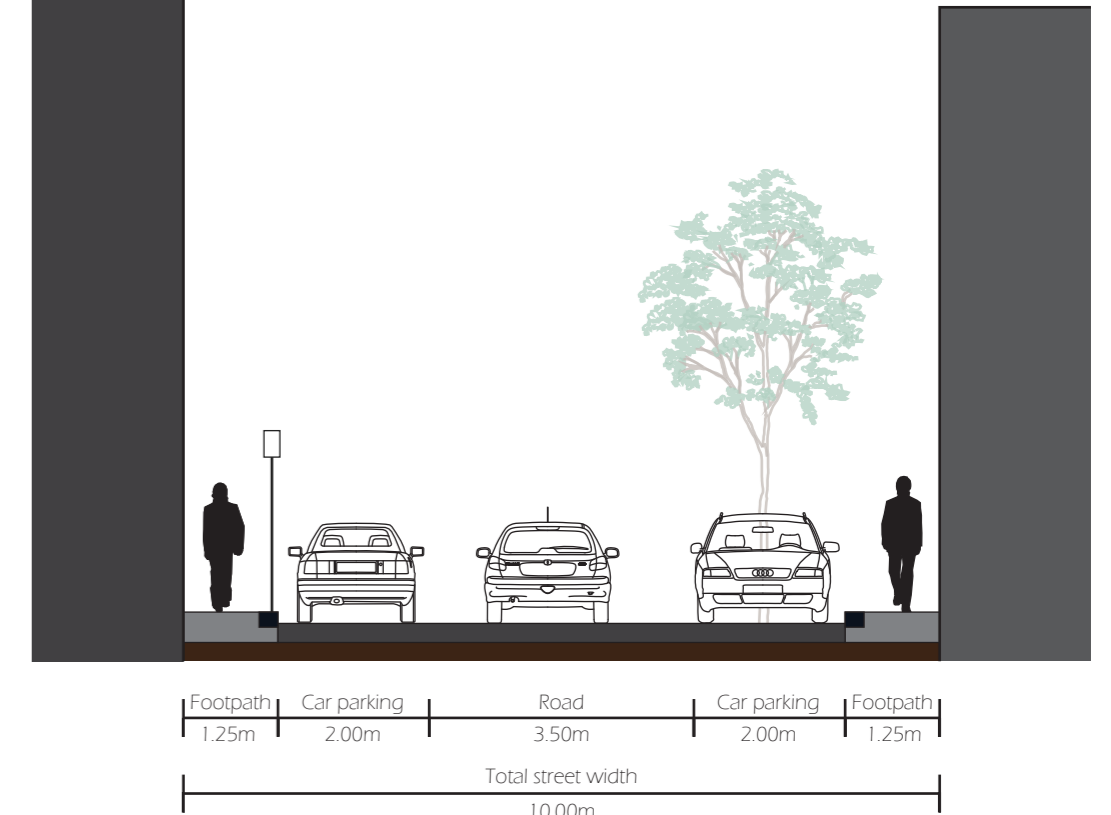 Footpath Car parking Road Car parking Footpath
1.25m 2.00m 3.50m 2.00m 1.25m
Total street width
10.00m